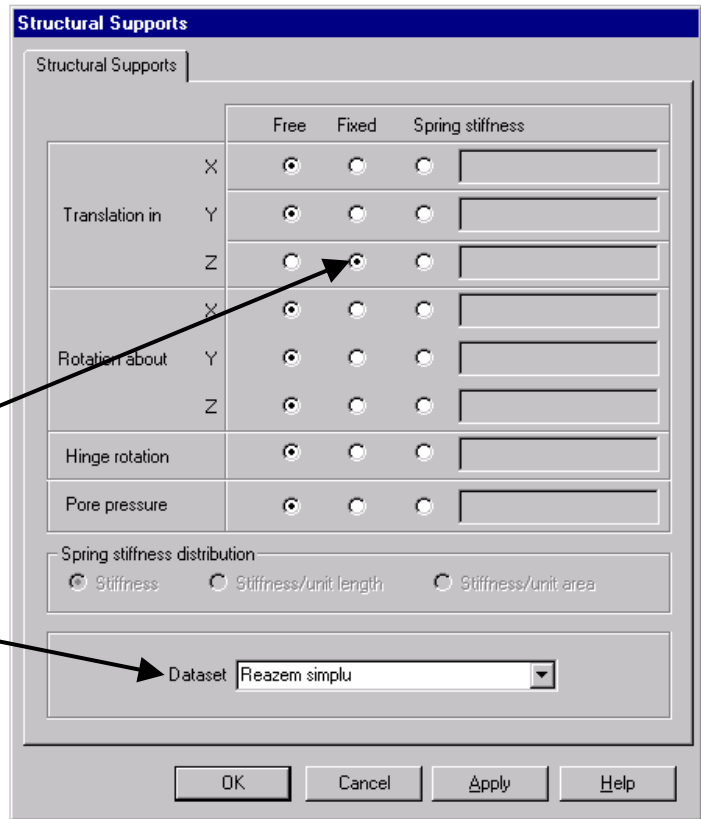 Structural Supports
Structural Supports
Free Fixed Spring stiffness
X
Translation in Y
Z
X
Rotation about Y
Z
Hinge rotation
Pore pressure
Spring stiffness distribution
Stiffness Stiffness/unit length Stiffness/unit area
Dataset Reazem simplu
OK Cancel Apply Help